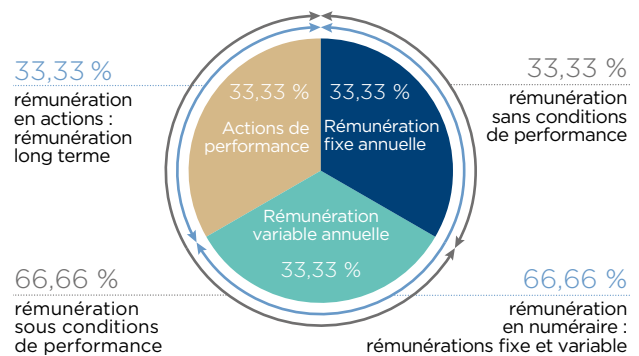 33,33 %
rémunération
en actions :
rémunération
long terme
33,33 %
Actions de
performance
33,33 %
Rémunération
fixe annuelle
33,33 %
rémunération
sans conditions
de performance
Rémunération
variable annuelle
33,33 %
66,66 %
rémunération
sous conditions
de performance
66,66 %
rémunération
en numéraire :
rémunérations fixe et variable